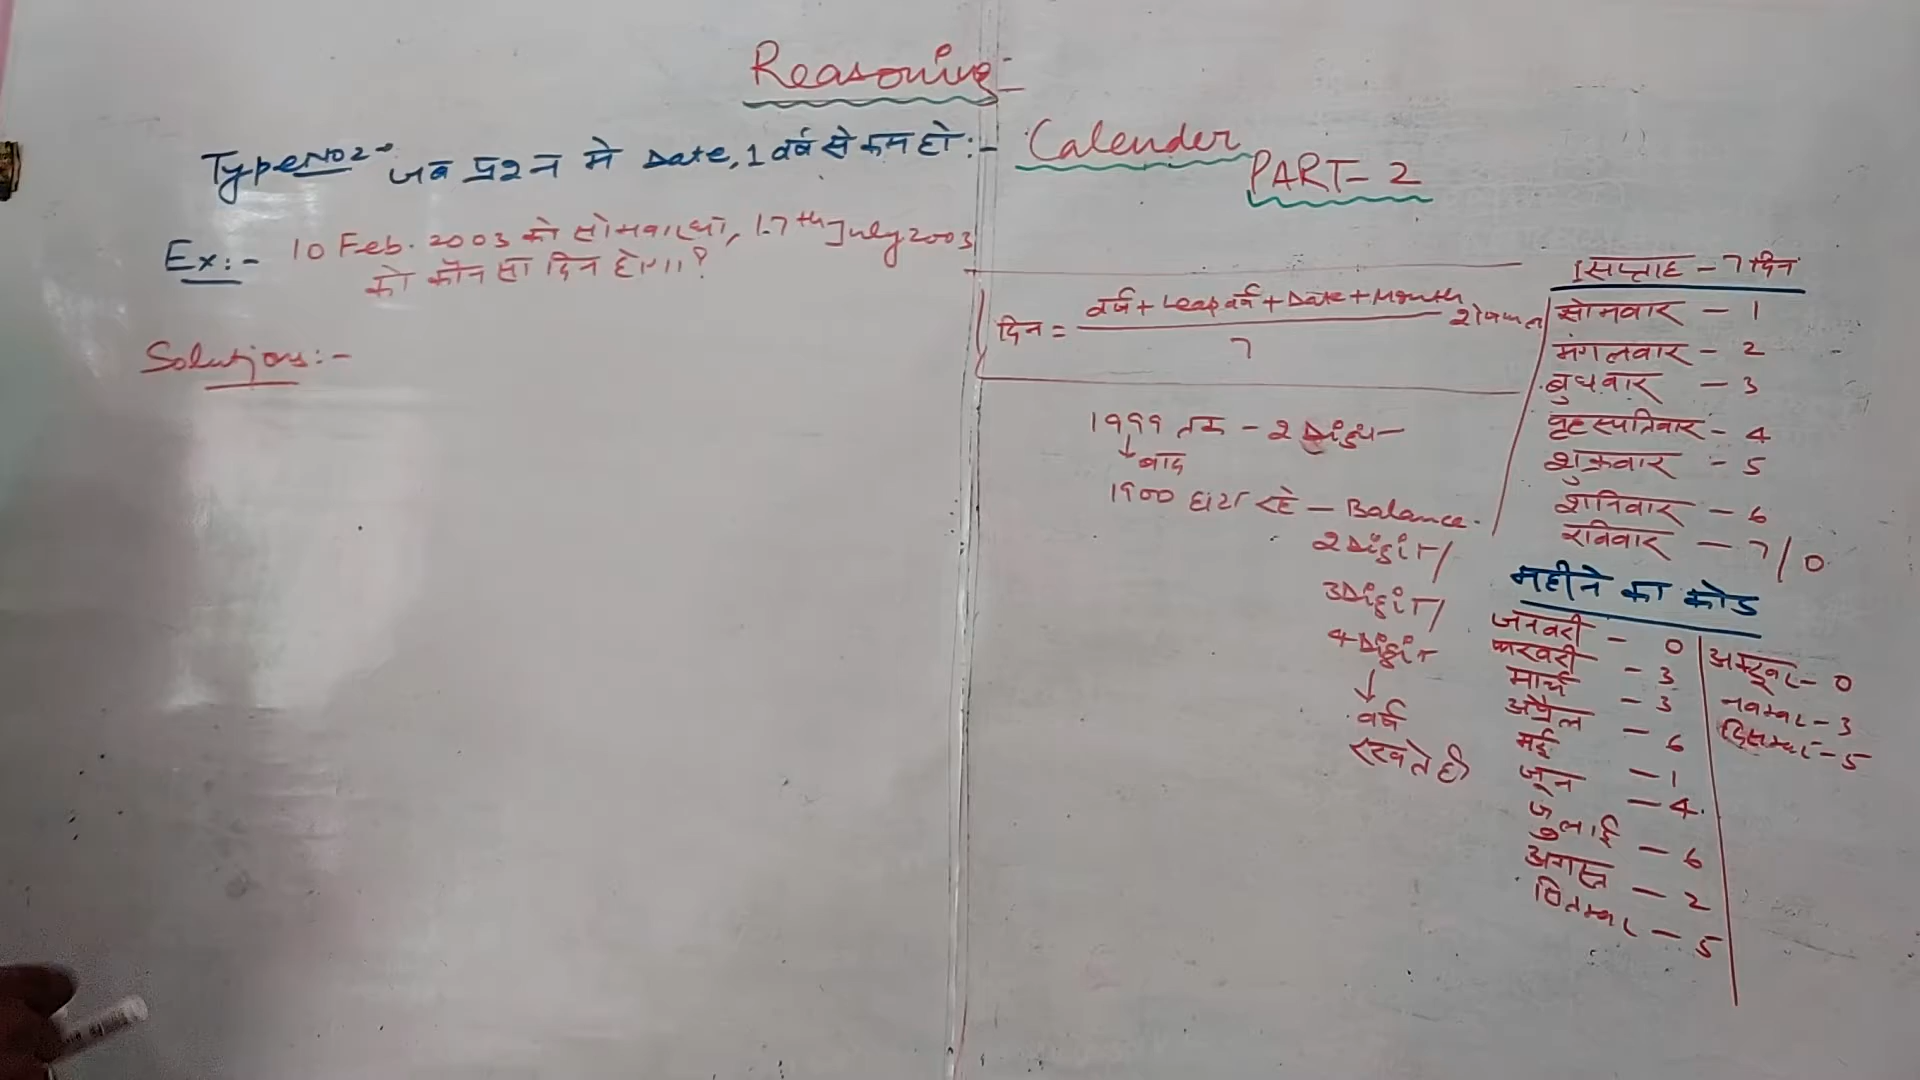 Reasoning:-
Calender
PART-2
Type No 2- जब प्रश्न में Date, 1 वर्ष से कम हो:-
Ex:- 10 Feb. 2003 को सोमवार था, 17th July 2003
को कौन सा दिन होगा?
Solutions:-
दिन = वर्ष + Leap वर्ष + Date + Month
7
1999 तक - 2 Digit
↓ बाद
1900 घटा रहे - Balance.
2 Digit/
3 Digit/
4 Digit
↓
वर्ष
रखते ही
1 सप्ताह - 7 दिन
सोमवार - 1
मंगलवार - 2
बुधवार - 3
वृहस्पतिवार - 4
शुक्रवार - 5
शनिवार - 6
रविवार - 7/0
महीने का कोड
जनवरी - 0
फरवरी - 3
मार्च - 3
अप्रैल - 6
मई - 1
जून - 4
जुलाई - 6
अगस्त - 2
सितम्बर - 5
अक्टूबर - 0
नवम्बर - 3
दिसम्बर - 5